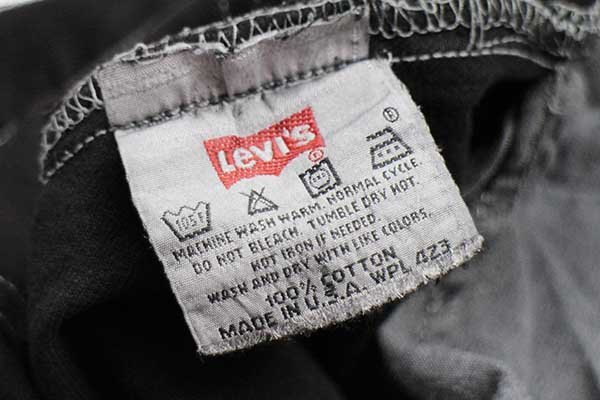 Levi's
105°
MACHINE WASH WARM. NORMAL CYCLE.
DO NOT BLEACH. TUMBLE DRY HOT.
HOT IRON IF NEEDED.
WASH AND DRY WITH LIKE COLORS.
100% COTTON
MADE IN U.S.A. WPL 423